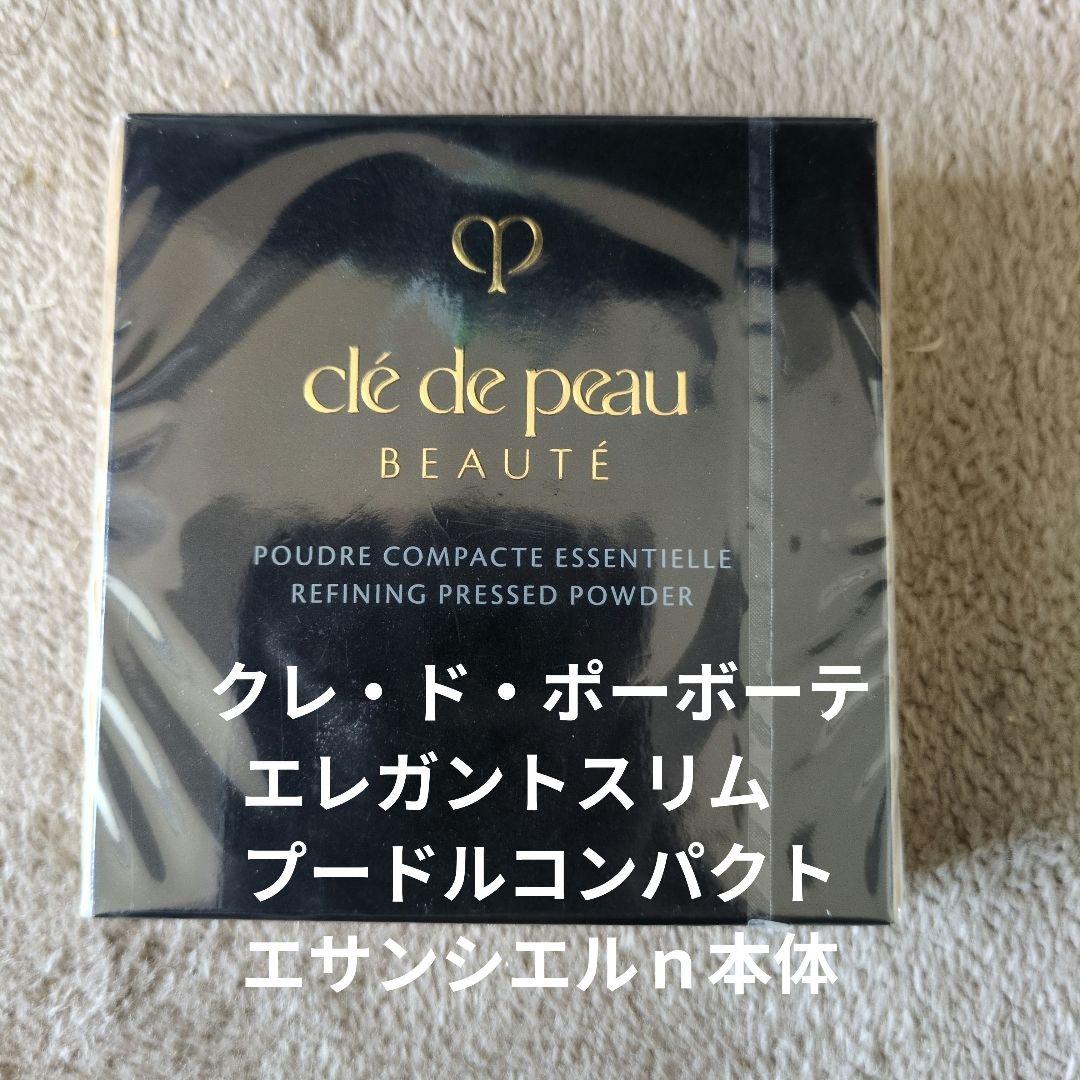 clé de peau
BEAUTÉ
POUDRE COMPACTE ESSENTIELLE
REFINING PRESSED POWDER
クレ・ド・ポーボーテ
エレガントスリム
プードルコンパクト
エサンシエルｎ本体